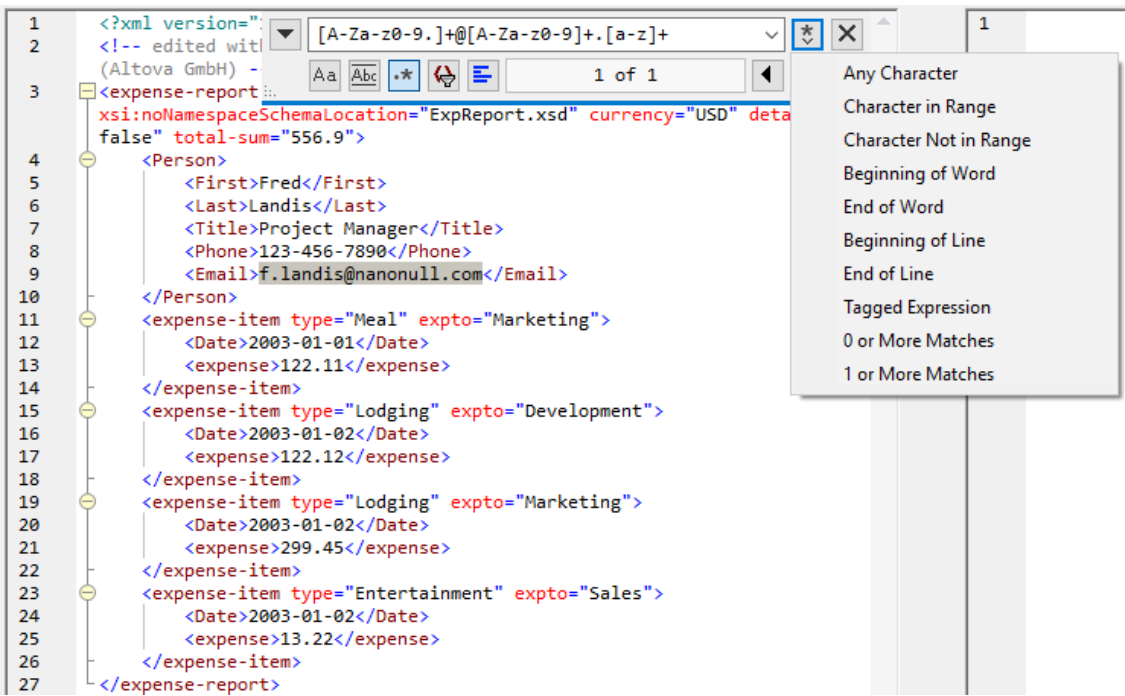 1 <?xml version="
2 <!-- edited wit
(Altova GmbH) -
3 <expense-report
xsi:noNamespaceSchemaLocation="ExpReport.xsd" currency="USD" deta
false" total-sum="556.9">
4 <Person>
5 <First>Fred</First>
6 <Last>Landis</Last>
7 <Title>Project Manager</Title>
8 <Phone>123-456-7890</Phone>
9 <Email>f.landis@nanonull.com</Email>
10 </Person>
11 <expense-item type="Meal" expto="Marketing">
12 <Date>2003-01-01</Date>
13 <expense>122.11</expense>
14 </expense-item>
15 <expense-item type="Lodging" expto="Development">
16 <Date>2003-01-02</Date>
17 <expense>122.12</expense>
18 </expense-item>
19 <expense-item type="Lodging" expto="Marketing">
20 <Date>2003-01-02</Date>
21 <expense>299.45</expense>
22 </expense-item>
23 <expense-item type="Entertainment" expto="Sales">
24 <Date>2003-01-02</Date>
25 <expense>13.22</expense>
26 </expense-item>
27 </expense-report>
[A-Za-z0-9.]+@[A-Za-z0-9]+.[a-z]+
Aa Abc .* 1 of 1
1
Any Character
Character in Range
Character Not in Range
Beginning of Word
End of Word
Beginning of Line
End of Line
Tagged Expression
0 or More Matches
1 or More Matches